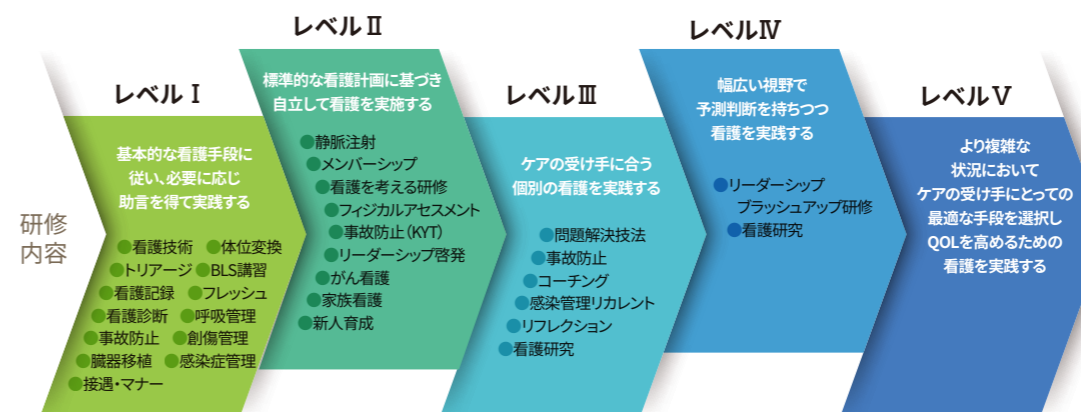 研修
内容
レベルⅠ
基本的な看護手段に
従い、必要に応じ
助言を得て実践する
●看護技術 ●体位変換
●トリアージ ●BLS講習
●看護記録 ●フレッシュ
●看護診断 ●呼吸管理
●事故防止 ●創傷管理
●臓器移植 ●感染症管理
●接遇・マナー
レベルⅡ
標準的な看護計画に基づき
自立して看護を実施する
●静脈注射
●メンバーシップ
●看護を考える研修
●フィジカルアセスメント
●事故防止（KYT）
●リーダーシップ啓発
●がん看護
●家族看護
●新人育成
レベルⅢ
ケアの受け手に合う
個別の看護を実践する
●問題解決技法
●事故防止
●コーチング
●感染管理リカレント
●リフレクション
●看護研究
レベルⅣ
幅広い視野で
予測判断を持ちつつ
看護を実践する
●リーダーシップ
ブラッシュアップ研修
●看護研究
レベルⅤ
より複雑な
状況において
ケアの受け手にとっての
最適な手段を選択し
QOLを高めるための
看護を実践する